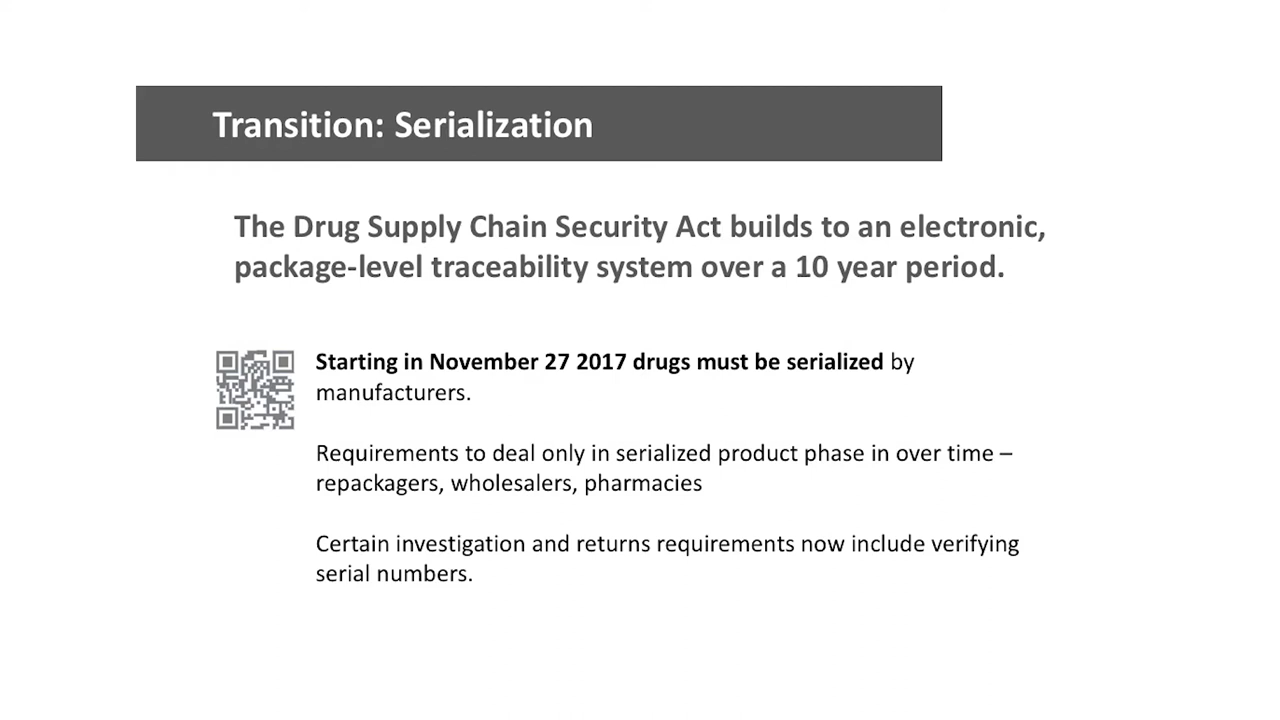 Transition: Serialization
The Drug Supply Chain Security Act builds to an electronic,
package-level traceability system over a 10 year period.
Starting in November 27 2017 drugs must be serialized by
manufacturers.
Requirements to deal only in serialized product phase in over time –
repackagers, wholesalers, pharmacies
Certain investigation and returns requirements now include verifying
serial numbers.